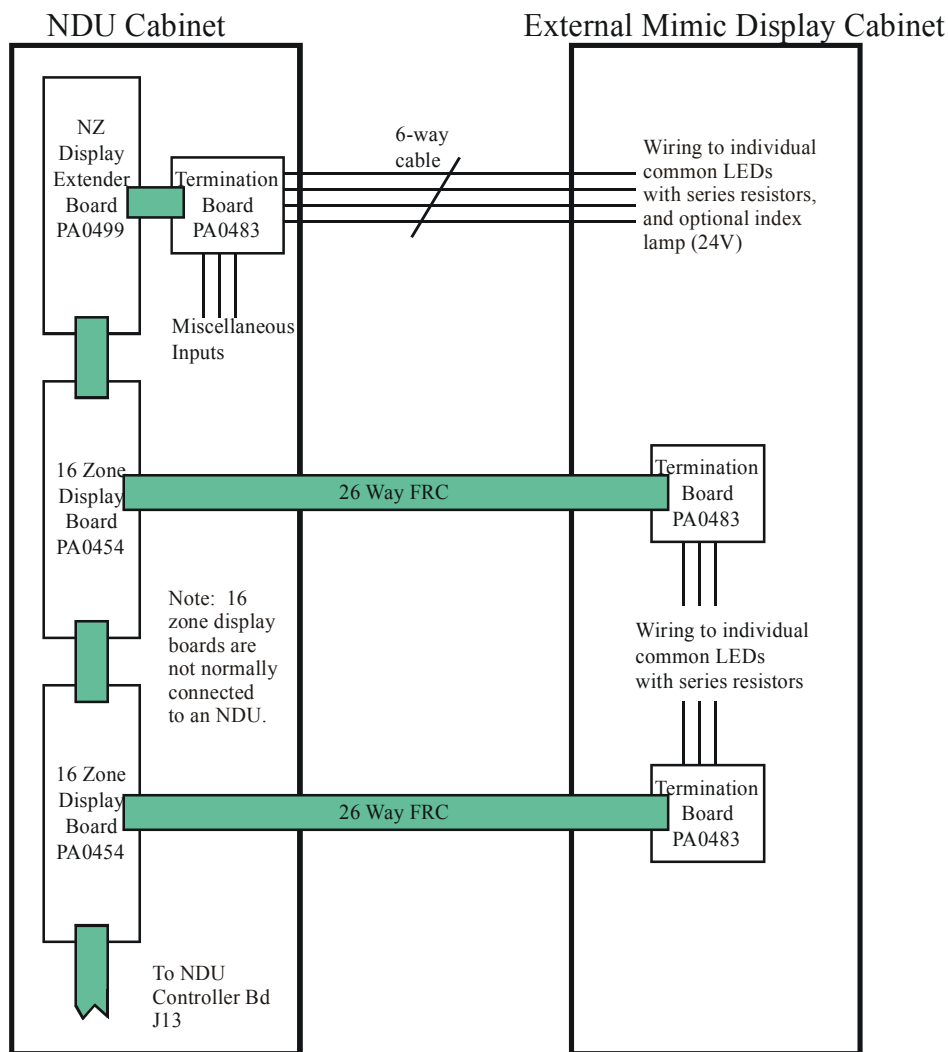 NDU Cabinet
External Mimic Display Cabinet
NZ
Display
Extender
Board
PA0499
Termination
Board
PA0483
6-way
cable
Wiring to individual
common LEDs
with series resistors,
and optional index
lamp (24V)
Miscellaneous
Inputs
16 Zone
Display
Board
PA0454
26 Way FRC
Termination
Board
PA0483
Note: 16
zone display
boards are
not normally
connected
to an NDU.
Wiring to individual
common LEDs
with series resistors
16 Zone
Display
Board
PA0454
26 Way FRC
Termination
Board
PA0483
To NDU
Controller Bd
J13